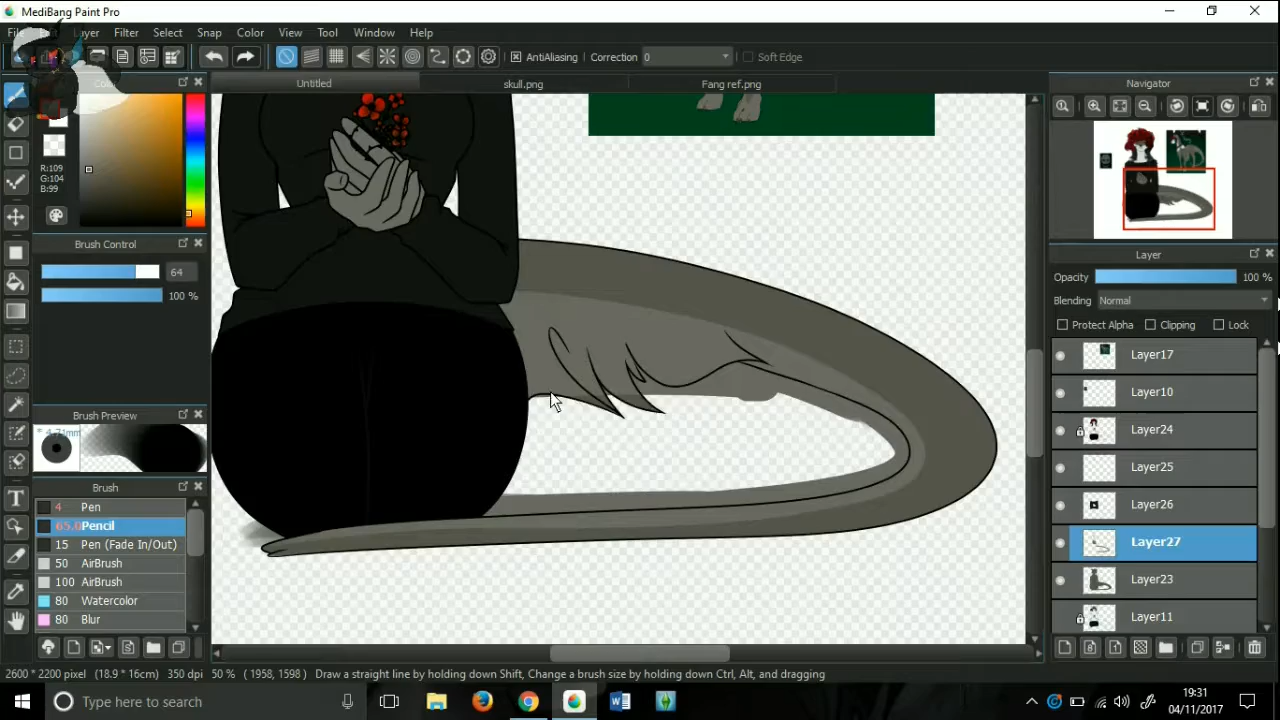 MediBang Paint Pro
Layer Filter Select Snap Color View Tool Window Help
AntiAliasing Correction 0 Soft Edge
Untitled skull.png Fang ref.png
Navigator
R:109
G:104
B:99
Brush Control
64
100 %
Brush Preview
* 4.71mm
Brush
4 Pen
Pencil
15 Pen (Fade In/Out)
50 AirBrush
100 AirBrush
80 Watercolor
80 Blur
Layer
Opacity 100 %
Blending Normal
Protect Alpha Clipping Lock
Layer17
Layer10
Layer24
Layer25
Layer26
Layer27
Layer23
Layer11
2600 * 2200 pixel (18.9 * 16cm) 350 dpi 50 % ( 1958, 1598 ) Draw a straight line by holding down Shift, Change a brush size by holding down Ctrl, Alt, and dragging
Type here to search
19:31
04/11/2017